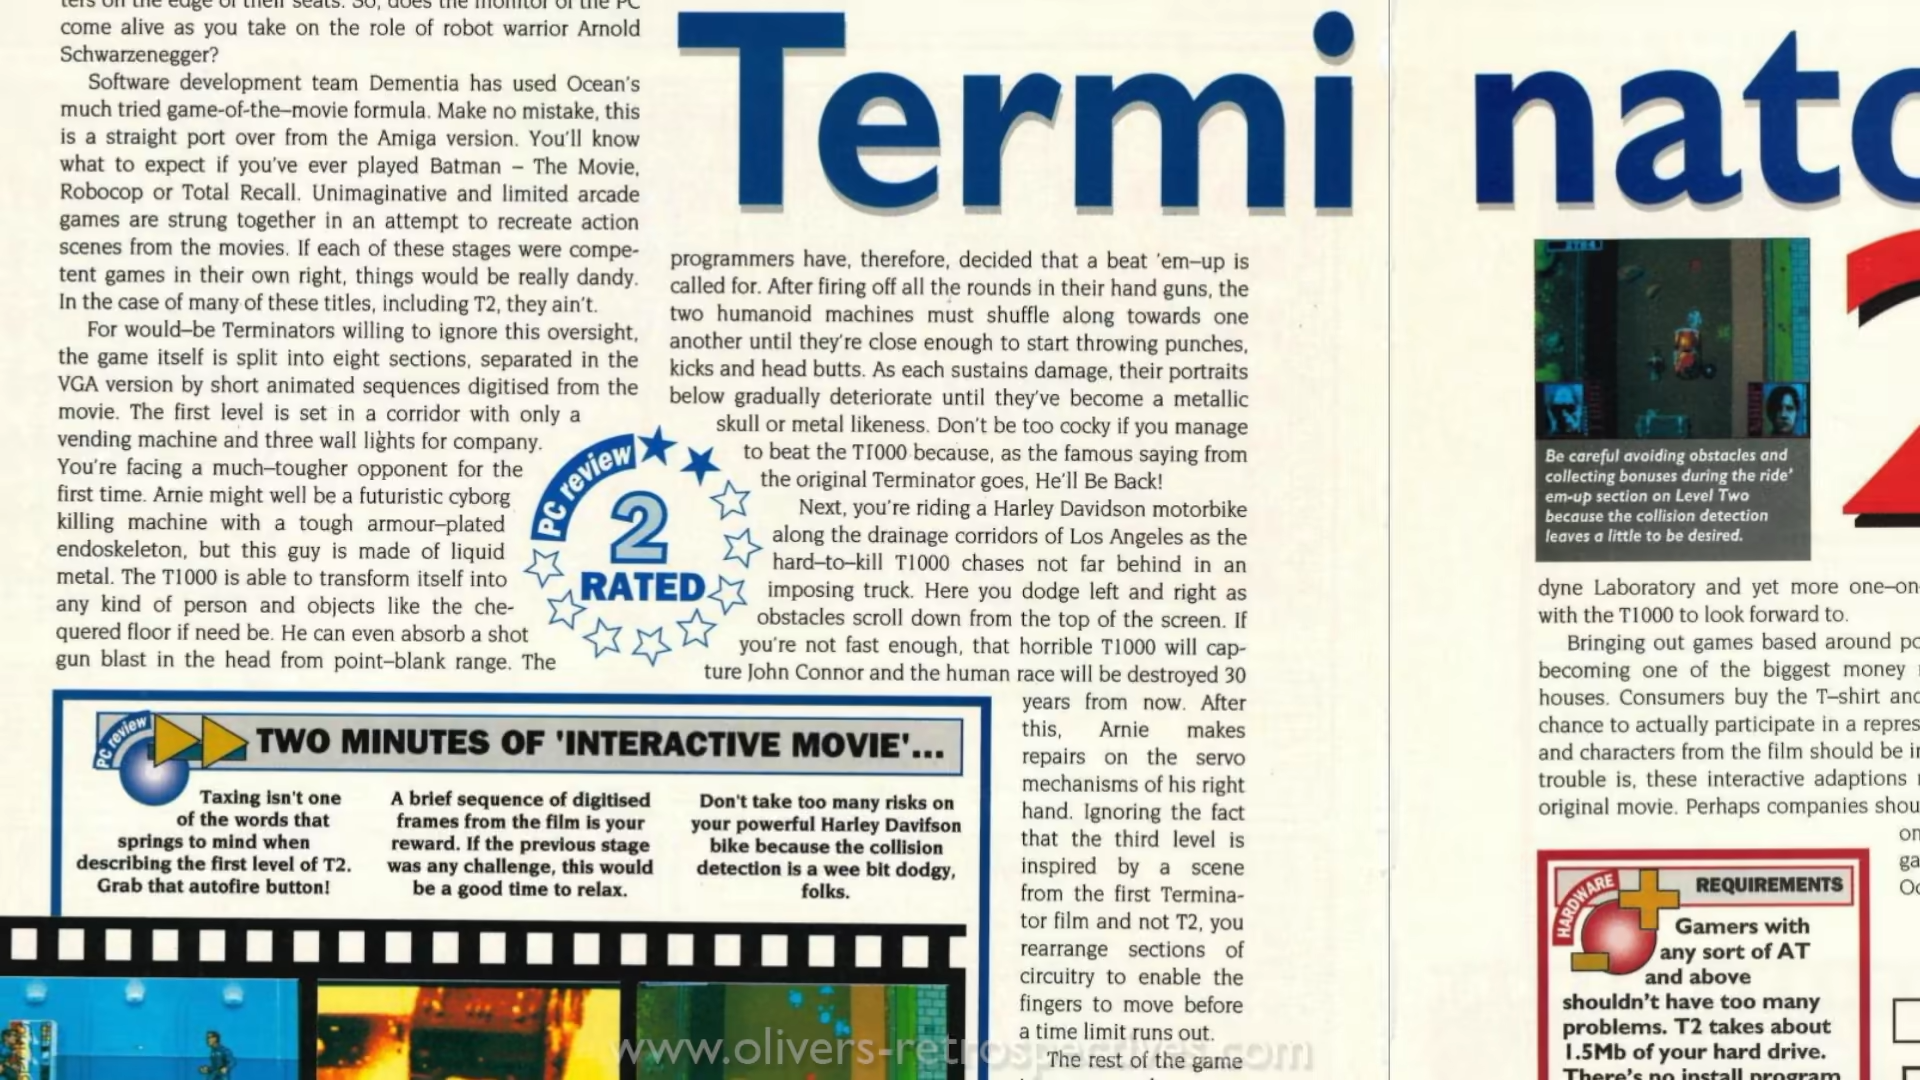 ters on the edge of their seats. So, does the monitor of the PC
come alive as you take on the role of robot warrior Arnold
Schwarzenegger?
Software development team Dementia has used Ocean's
much tried game-of-the–movie formula. Make no mistake, this
is a straight port over from the Amiga version. You'll know
what to expect if you've ever played Batman – The Movie,
Robocop or Total Recall. Unimaginative and limited arcade
games are strung together in an attempt to recreate action
scenes from the movies. If each of these stages were compe-
tent games in their own right, things would be really dandy.
In the case of many of these titles, including T2, they ain't.
For would–be Terminators willing to ignore this oversight,
the game itself is split into eight sections, separated in the
VGA version by short animated sequences digitised from the
movie. The first level is set in a corridor with only a
vending machine and three wall lights for company.
You're facing a much–tougher opponent for the
first time. Arnie might well be a futuristic cyborg
killing machine with a tough armour–plated
endoskeleton, but this guy is made of liquid
metal. The T1000 is able to transform itself into
any kind of person and objects like the che-
quered floor if need be. He can even absorb a shot
gun blast in the head from point–blank range. The
PC review
2
RATED
Termi
programmers have, therefore, decided that a beat 'em–up is
called for. After firing off all the rounds in their hand guns, the
two humanoid machines must shuffle along towards one
another until they're close enough to start throwing punches,
kicks and head butts. As each sustains damage, their portraits
below gradually deteriorate until they've become a metallic
skull or metal likeness. Don't be too cocky if you manage
to beat the T1000 because, as the famous saying from
the original Terminator goes, He'll Be Back!
Next, you're riding a Harley Davidson motorbike
along the drainage corridors of Los Angeles as the
hard–to–kill T1000 chases not far behind in an
imposing truck. Here you dodge left and right as
obstacles scroll down from the top of the screen. If
you're not fast enough, that horrible T1000 will cap-
ture John Connor and the human race will be destroyed 30
years from now. After
this, Arnie makes
repairs on the servo
mechanisms of his right
hand. Ignoring the fact
that the third level is
inspired by a scene
from the first Termina-
tor film and not T2, you
rearrange sections of
circuitry to enable the
fingers to move before
a time limit runs out.
The rest of the game
PC review
TWO MINUTES OF 'INTERACTIVE MOVIE'...
Taxing isn't one
of the words that
springs to mind when
describing the first level of T2.
Grab that autofire button!
A brief sequence of digitised
frames from the film is your
reward. If the previous stage
was any challenge, this would
be a good time to relax.
Don't take too many risks on
your powerful Harley Davifson
bike because the collision
detection is a wee bit dodgy,
folks.
nato
2
Be careful avoiding obstacles and
collecting bonuses during the ride'
em-up section on Level Two
because the collision detection
leaves a little to be desired.
dyne Laboratory and yet more one–on
with the T1000 to look forward to.
Bringing out games based around po
becoming one of the biggest money
houses. Consumers buy the T–shirt and
chance to actually participate in a repres
and characters from the film should be
trouble is, these interactive adaptions
original movie. Perhaps companies shou
HARDWARE
REQUIREMENTS
Gamers with
any sort of AT
and above
shouldn't have too many
problems. T2 takes about
1.5Mb of your hard drive.
There's no install program
www.olivers-retrospectives.com